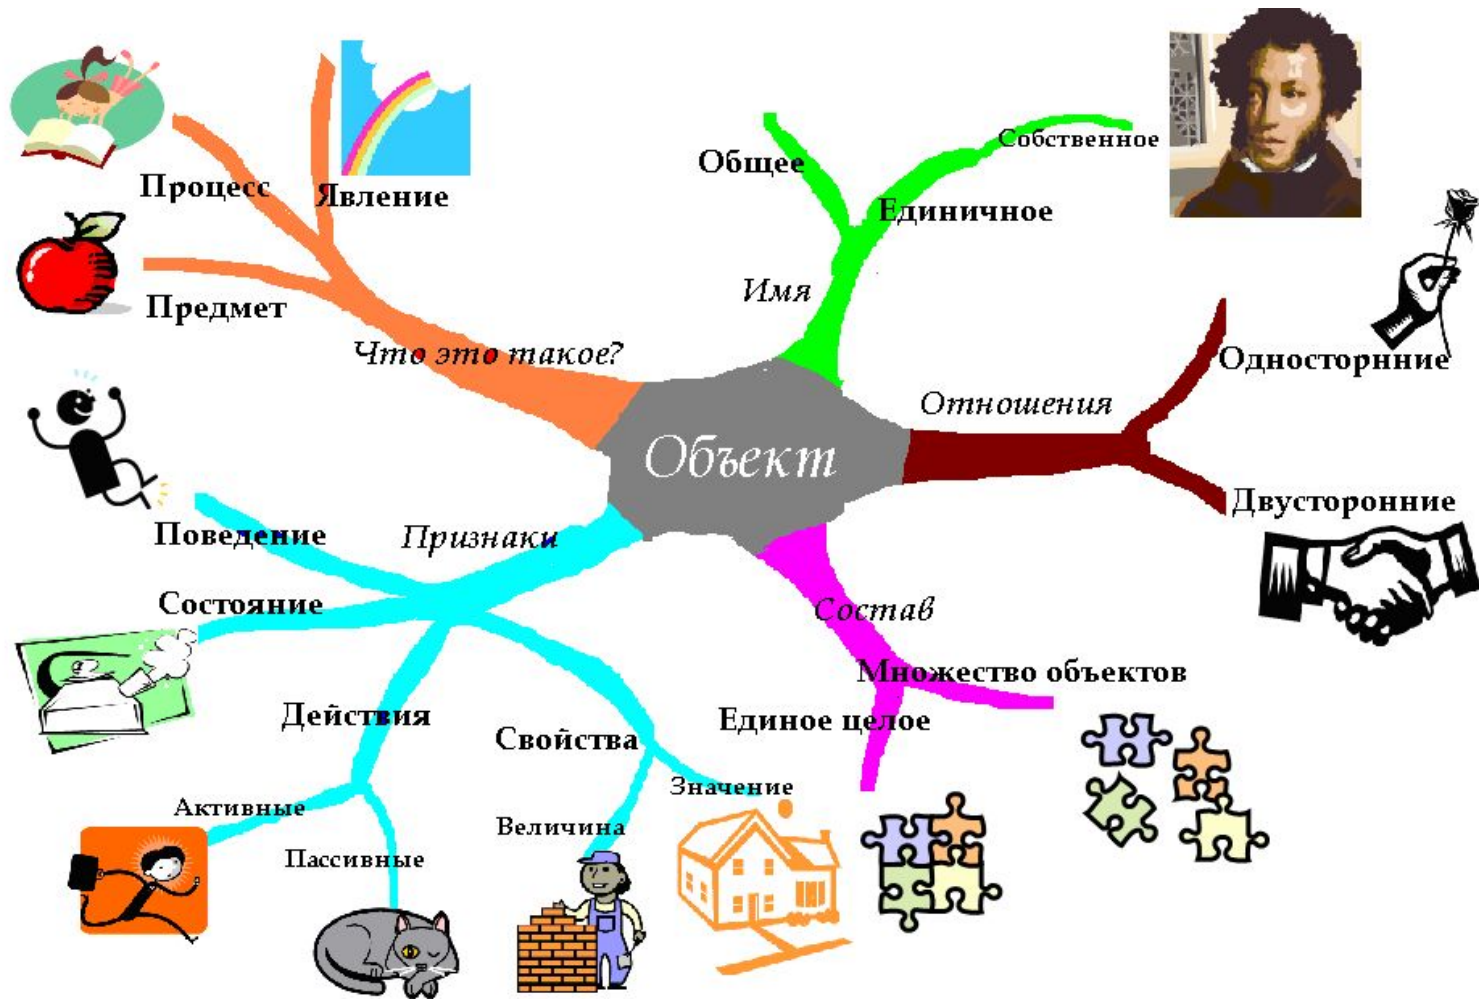 Объект
Что это такое?
Процесс
Явление
Предмет
Имя
Общее
Единичное
Собственное
Отношения
Односторнние
Двусторонние
Состав
Множество объектов
Единое целое
Признаки
Поведение
Состояние
Действия
Активные
Пассивные
Свойства
Величина
Значение